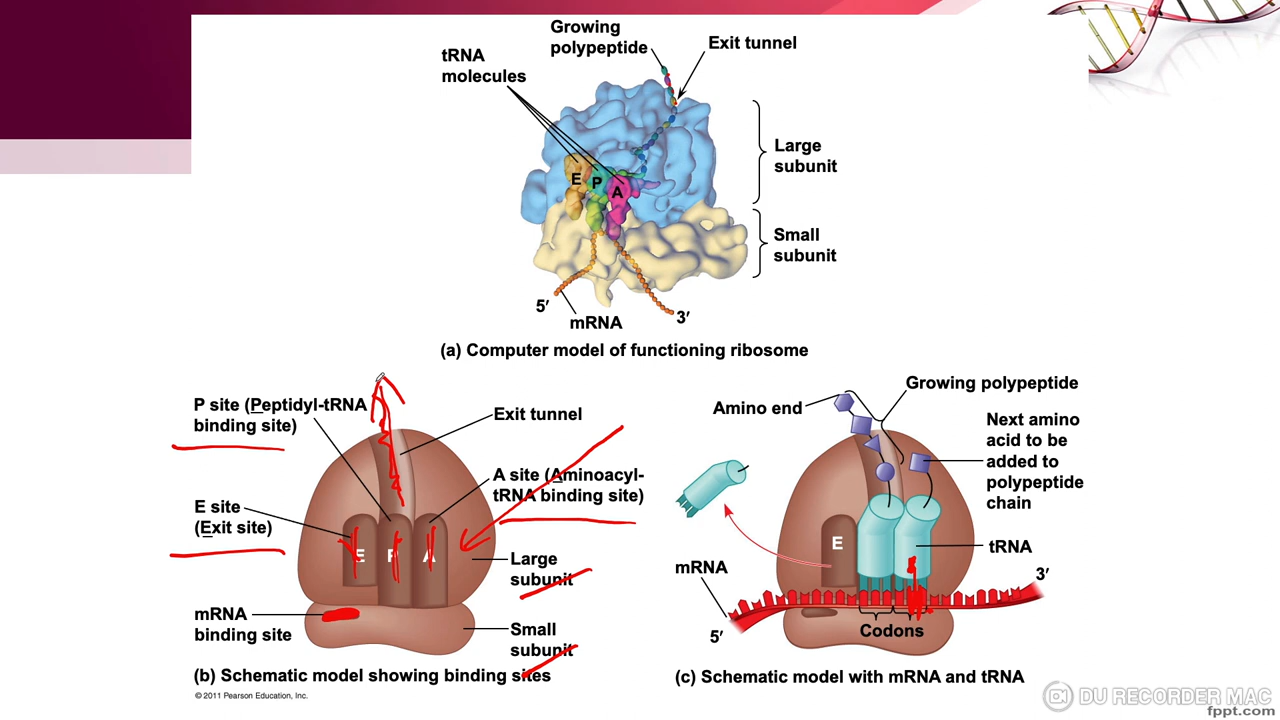 Growing
polypeptide
Exit tunnel
tRNA
molecules
Large
subunit
E
P
A
Small
subunit
5′
mRNA
3′
(a) Computer model of functioning ribosome
P site (Peptidyl-tRNA
binding site)
Exit tunnel
A site (Aminoacyl-
tRNA binding site)
E site
(Exit site)
E
P
A
Large
subunit
mRNA
binding site
Small
subunit
(b) Schematic model showing binding sites
© 2011 Pearson Education, Inc.
Growing polypeptide
Amino end
Next amino
acid to be
added to
polypeptide
chain
E
tRNA
mRNA
3′
5′
Codons
(c) Schematic model with mRNA and tRNA
DU RECORDER MAC
fppt.com